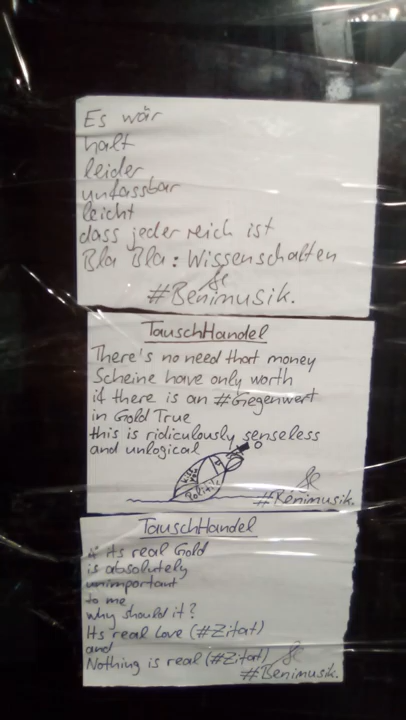 Es wär
halt
leider
unfassbar
leicht
dass jeder reich ist
Bla Bla: Wissenschalten
#Benimusik.
TauschHandel
There's no need that money
Scheine have only worth
if there is an #Gegenwert
in Gold True
this is ridiculously senseless
and unlogical
#Benimusik.
TauschHandel
if its real Gold
is absolutely
unimportant
to me
why should it?
Its real Love (#Zitat)
and
Nothing is real (#Zitat)
#Benimusik.